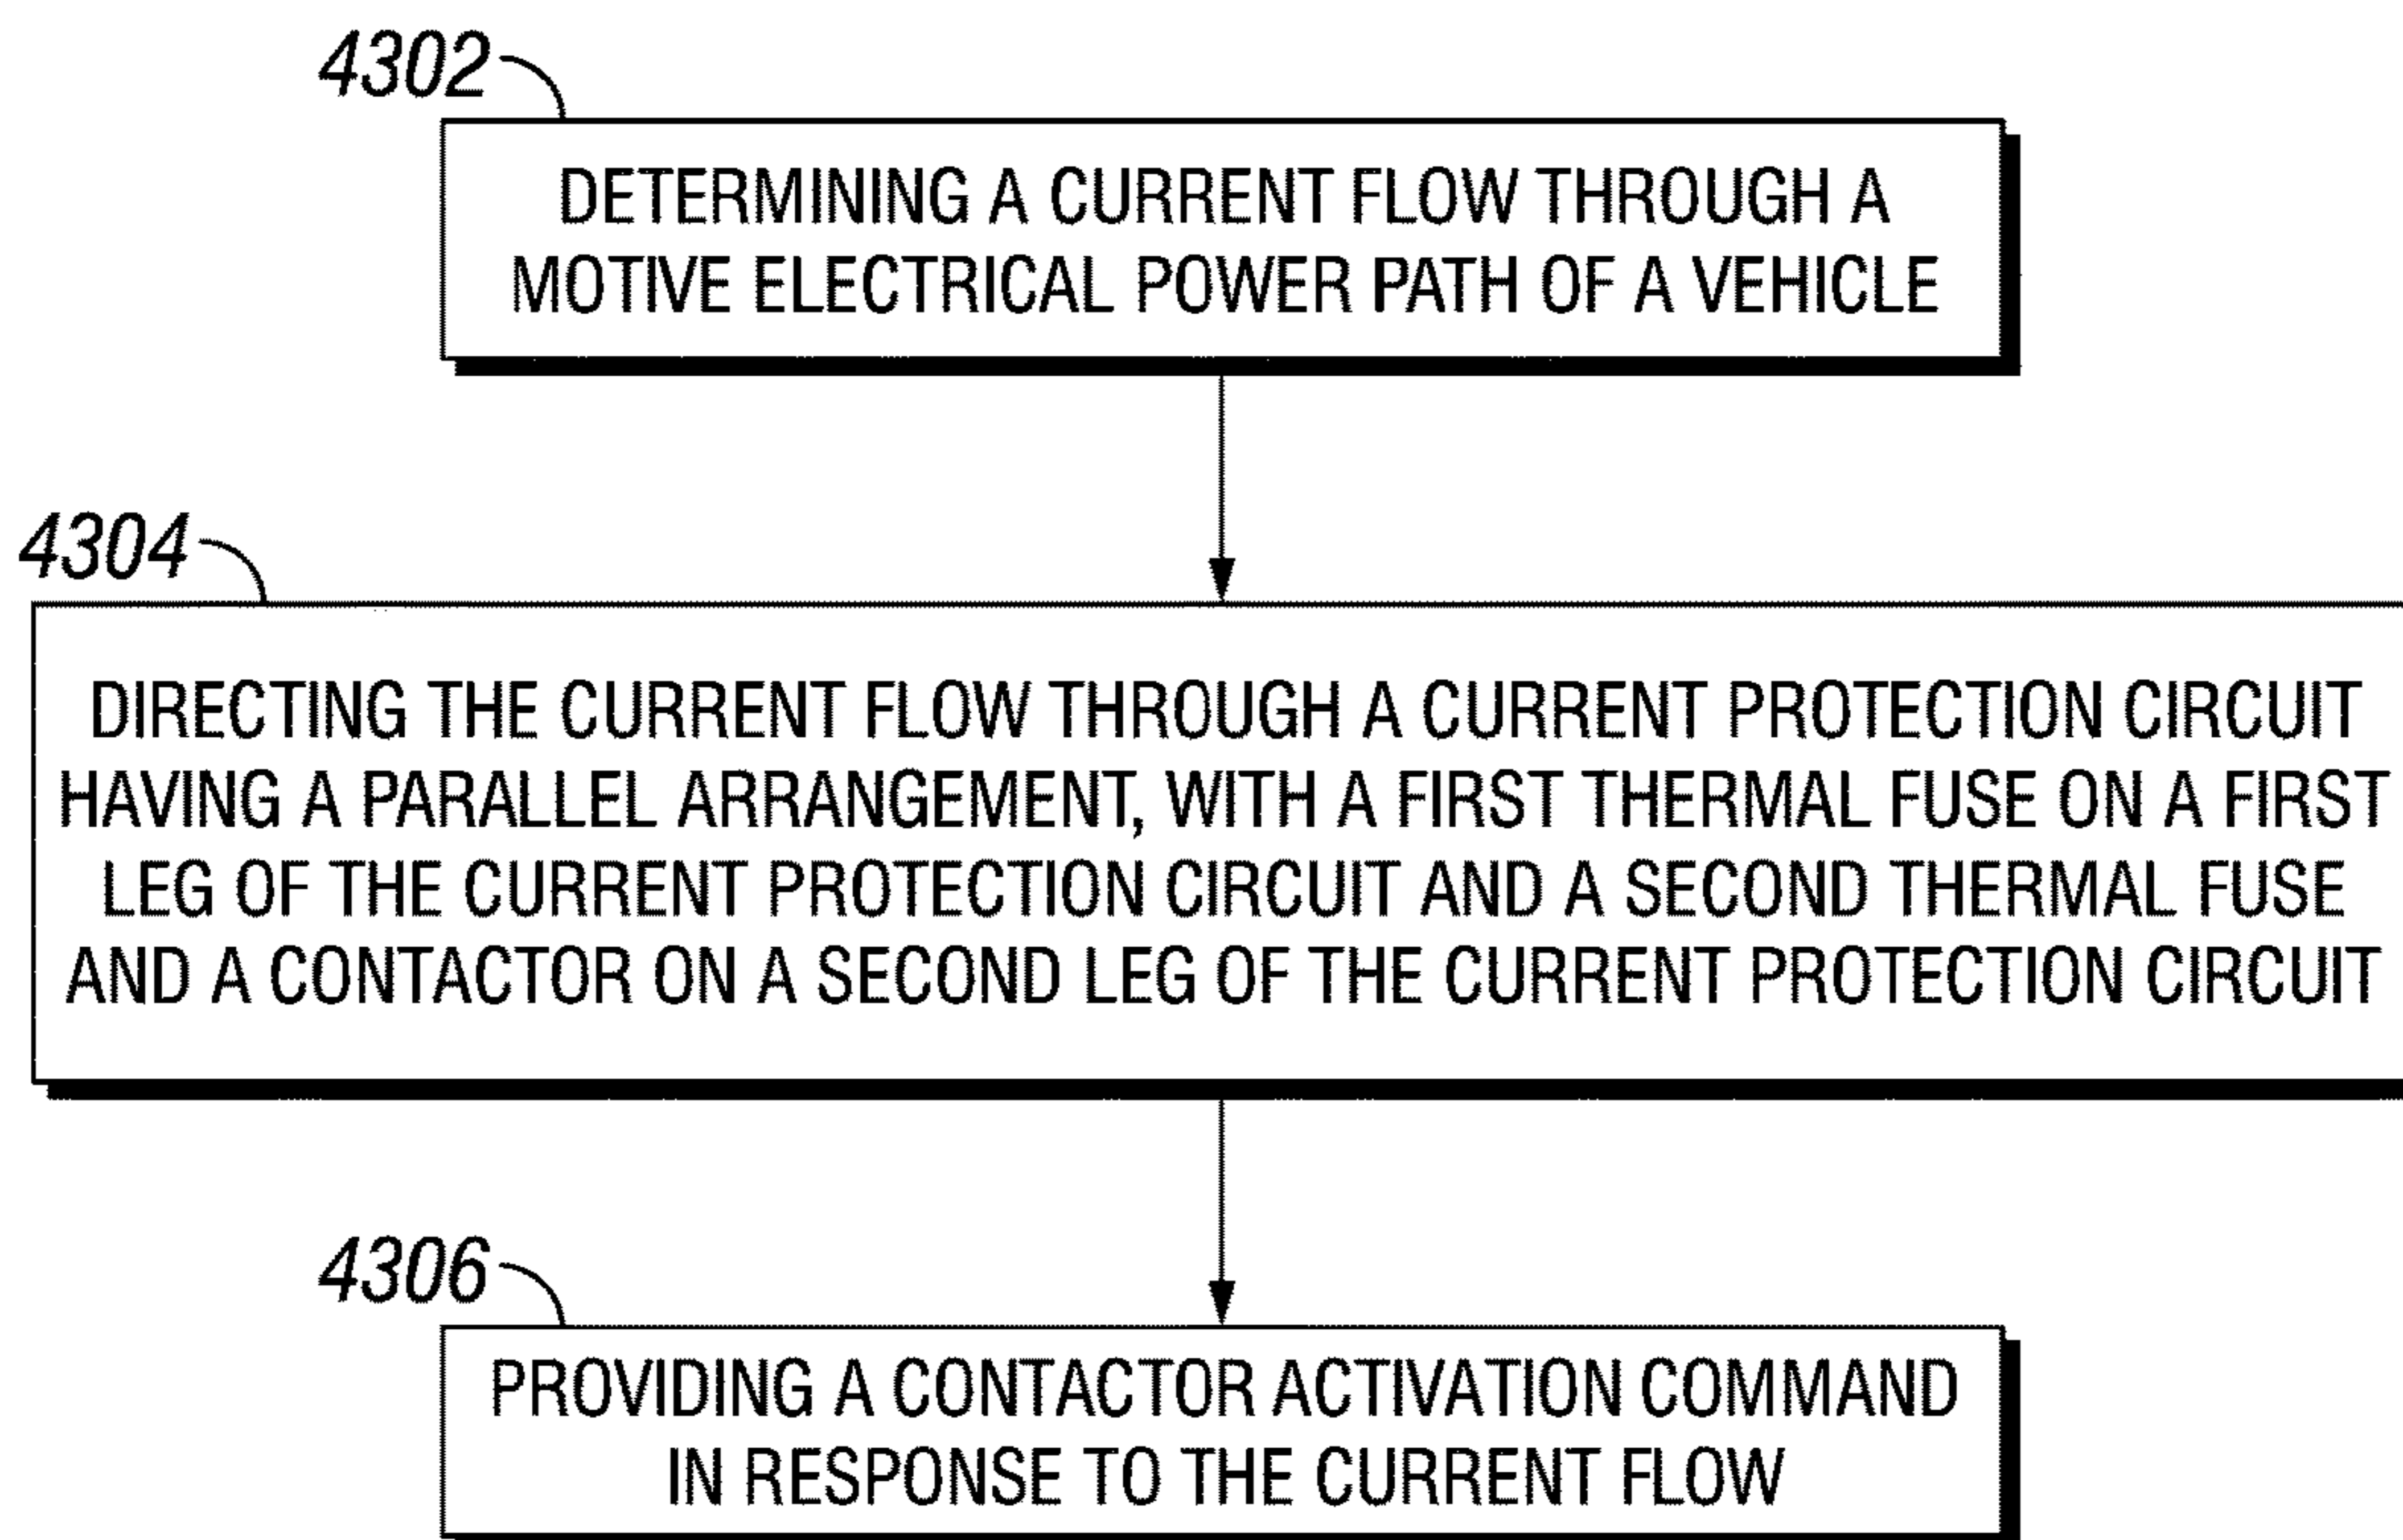 4302
DETERMINING A CURRENT FLOW THROUGH A
MOTIVE ELECTRICAL POWER PATH OF A VEHICLE
4304
DIRECTING THE CURRENT FLOW THROUGH A CURRENT PROTECTION CIRCUIT
HAVING A PARALLEL ARRANGEMENT, WITH A FIRST THERMAL FUSE ON A FIRST
LEG OF THE CURRENT PROTECTION CIRCUIT AND A SECOND THERMAL FUSE
AND A CONTACTOR ON A SECOND LEG OF THE CURRENT PROTECTION CIRCUIT
4306
PROVIDING A CONTACTOR ACTIVATION COMMAND
IN RESPONSE TO THE CURRENT FLOW